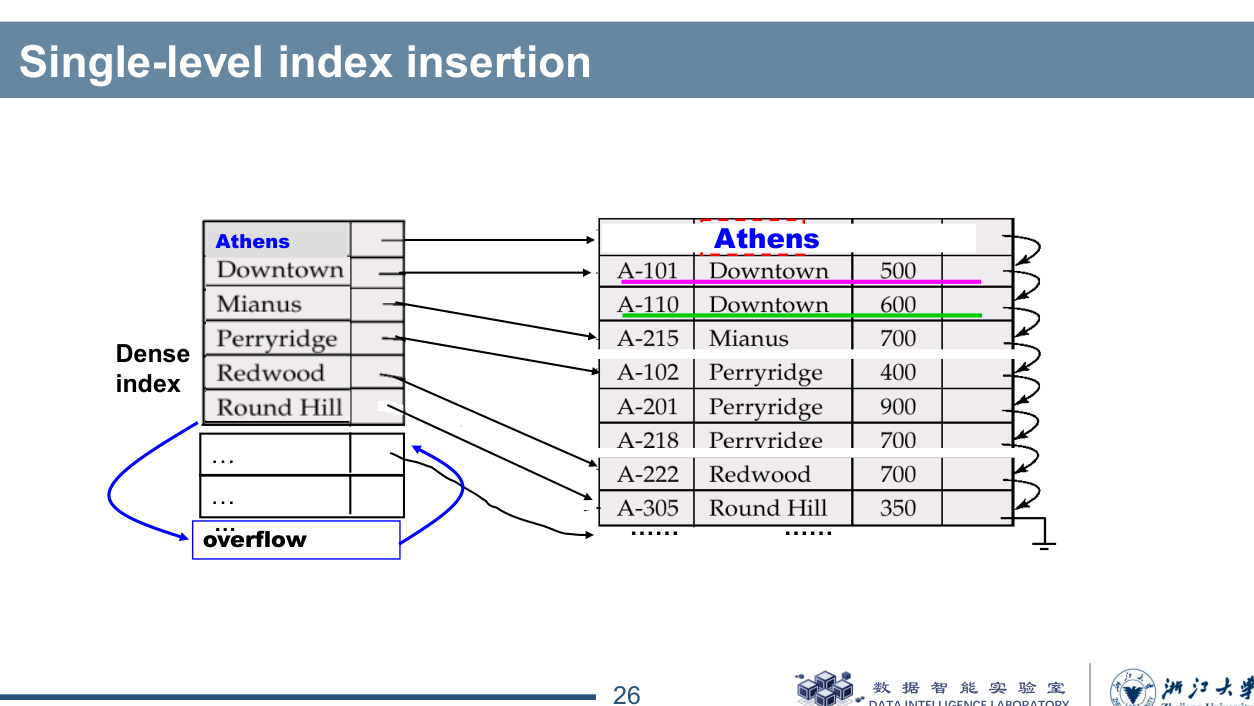 Single-level index insertion
Athens
Downtown
Mianus
Perryridge
Redwood
Round Hill
Dense
index
...
...
...
overflow
Athens
A-101 Downtown 500
A-110 Downtown 600
A-215 Mianus 700
A-102 Perryridge 400
A-201 Perryridge 900
A-218 Perryridge 700
A-222 Redwood 700
A-305 Round Hill 350
...... ......
26
数据智能实验室
DATA INTELLIGENCE LABORATORY
浙江大学